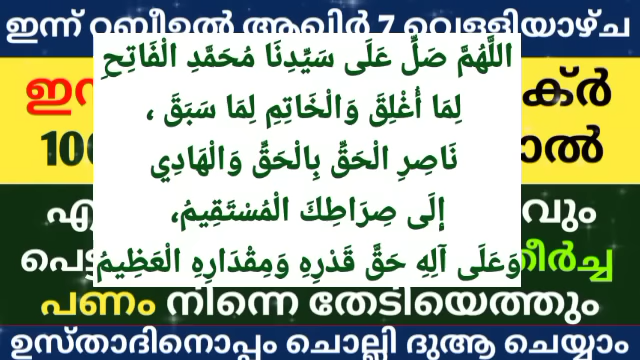 ഇന്ന് റബീഉൽ ആഖിർ 7 വെള്ളിയാഴ്ച
اللَّهُمَّ صَلِّ عَلَى سَيِّدِنَا مُحَمَّدِ الْفَاتِحِ
لِمَا أُغْلِقَ وَالْخَاتِمِ لِمَا سَبَقَ ،
نَاصِرِ الْحَقِّ بِالْحَقِّ وَالْهَادِي
إلَى صِرَاطِكَ الْمُسْتَقِيمُ،
وَعَلَى آلِهِ حَقَّ قَدْرِهِ وَمِقْدَارِهِ الْعَظِيمُ
പണം നിന്നെ തേടിയെത്തും
ഉസ്താദിനൊപ്പം ചൊല്ലി ദുആ ചെയ്യാം